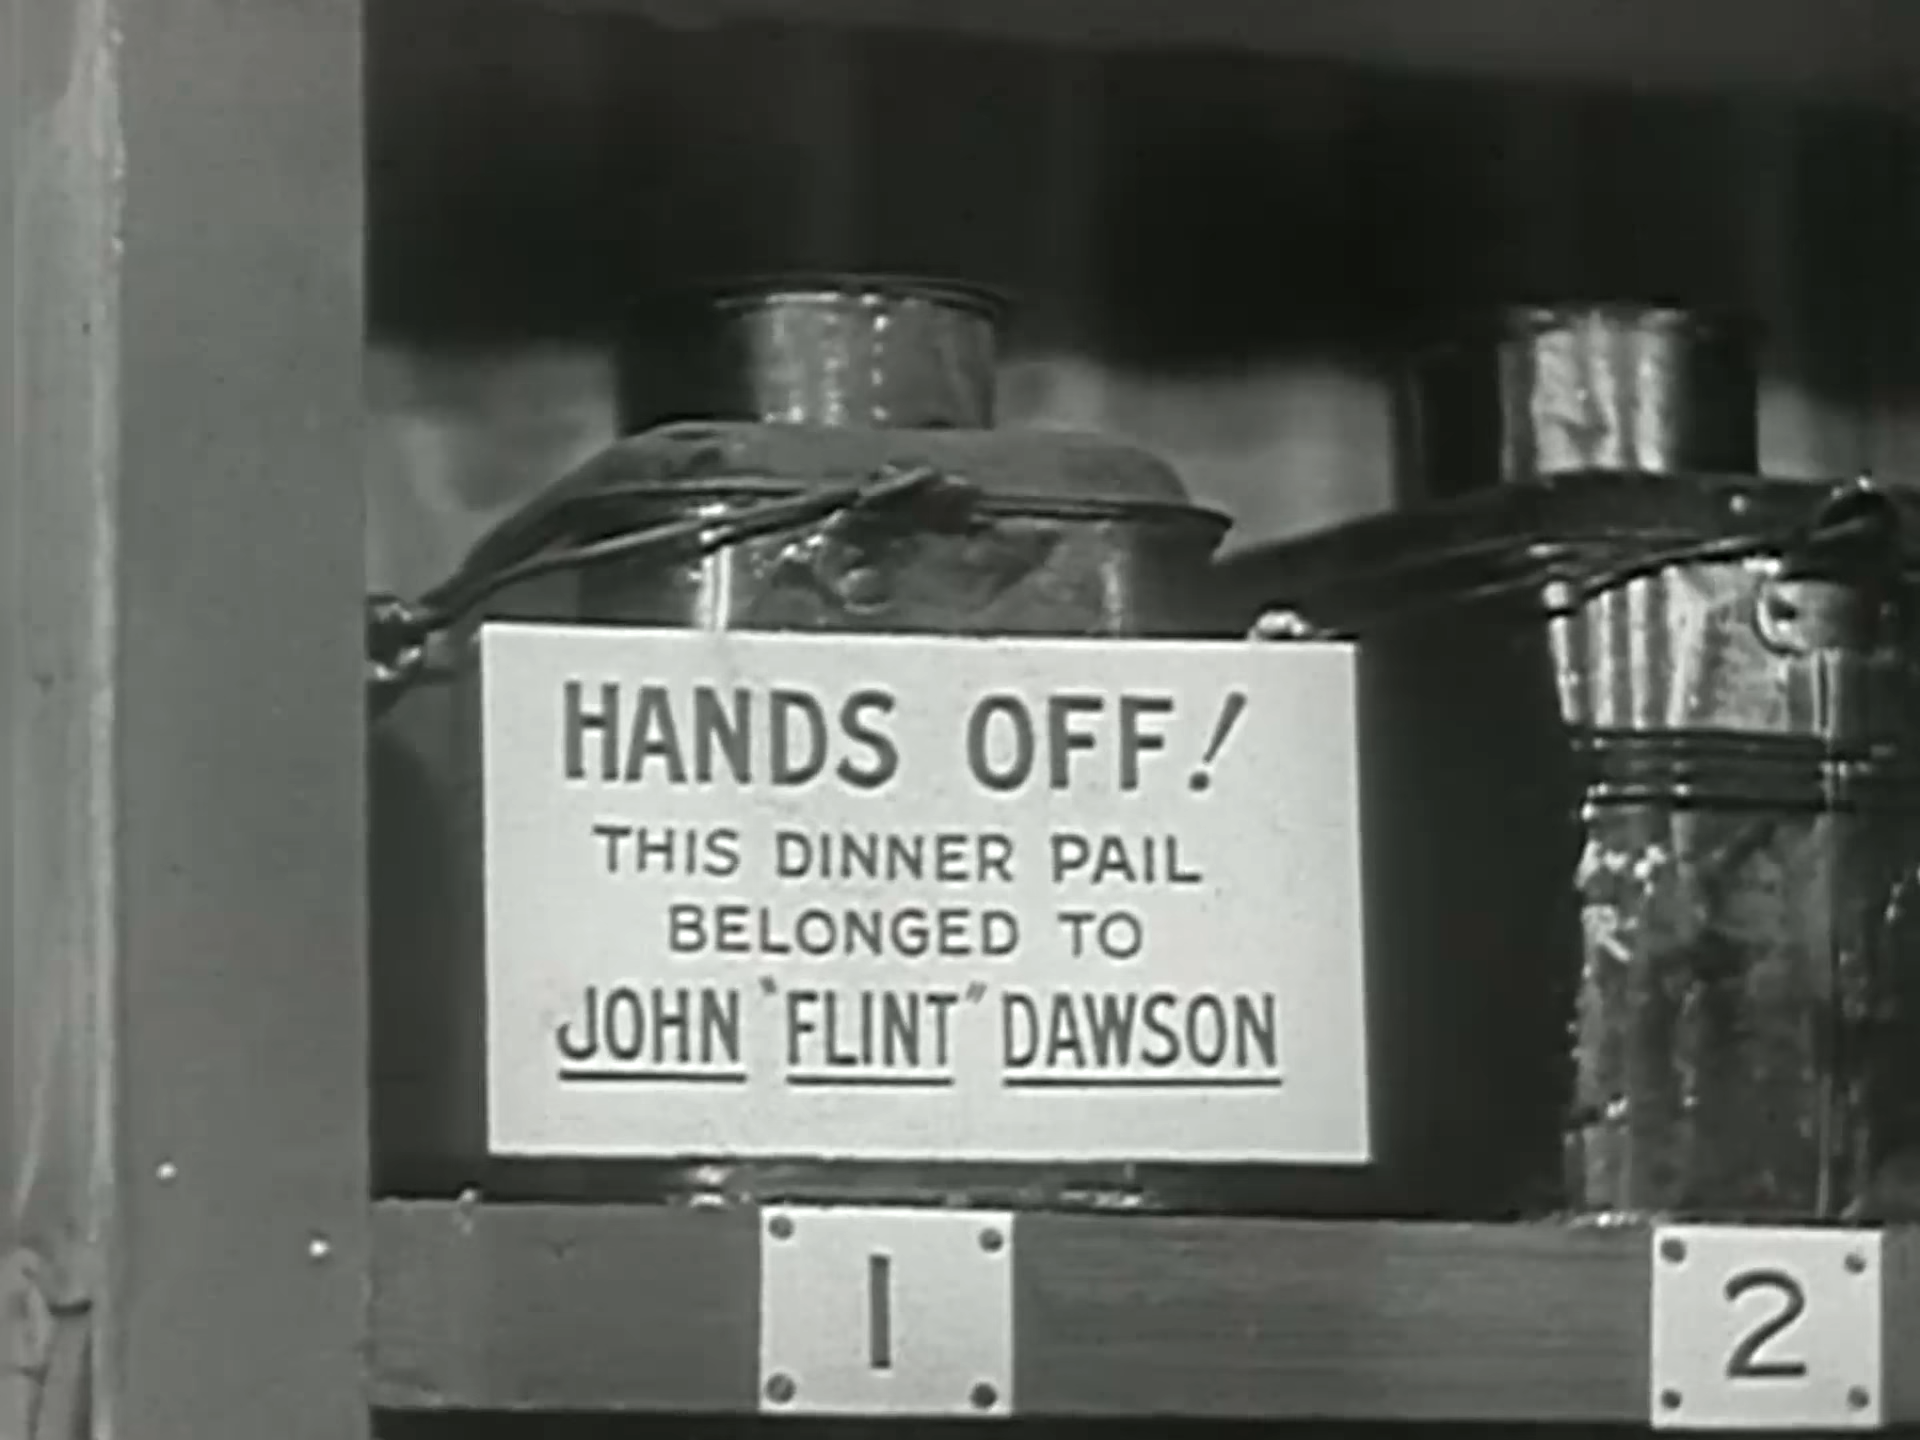 HANDS OFF!
THIS DINNER PAIL
BELONGED TO
JOHN "FLINT" DAWSON
1
2